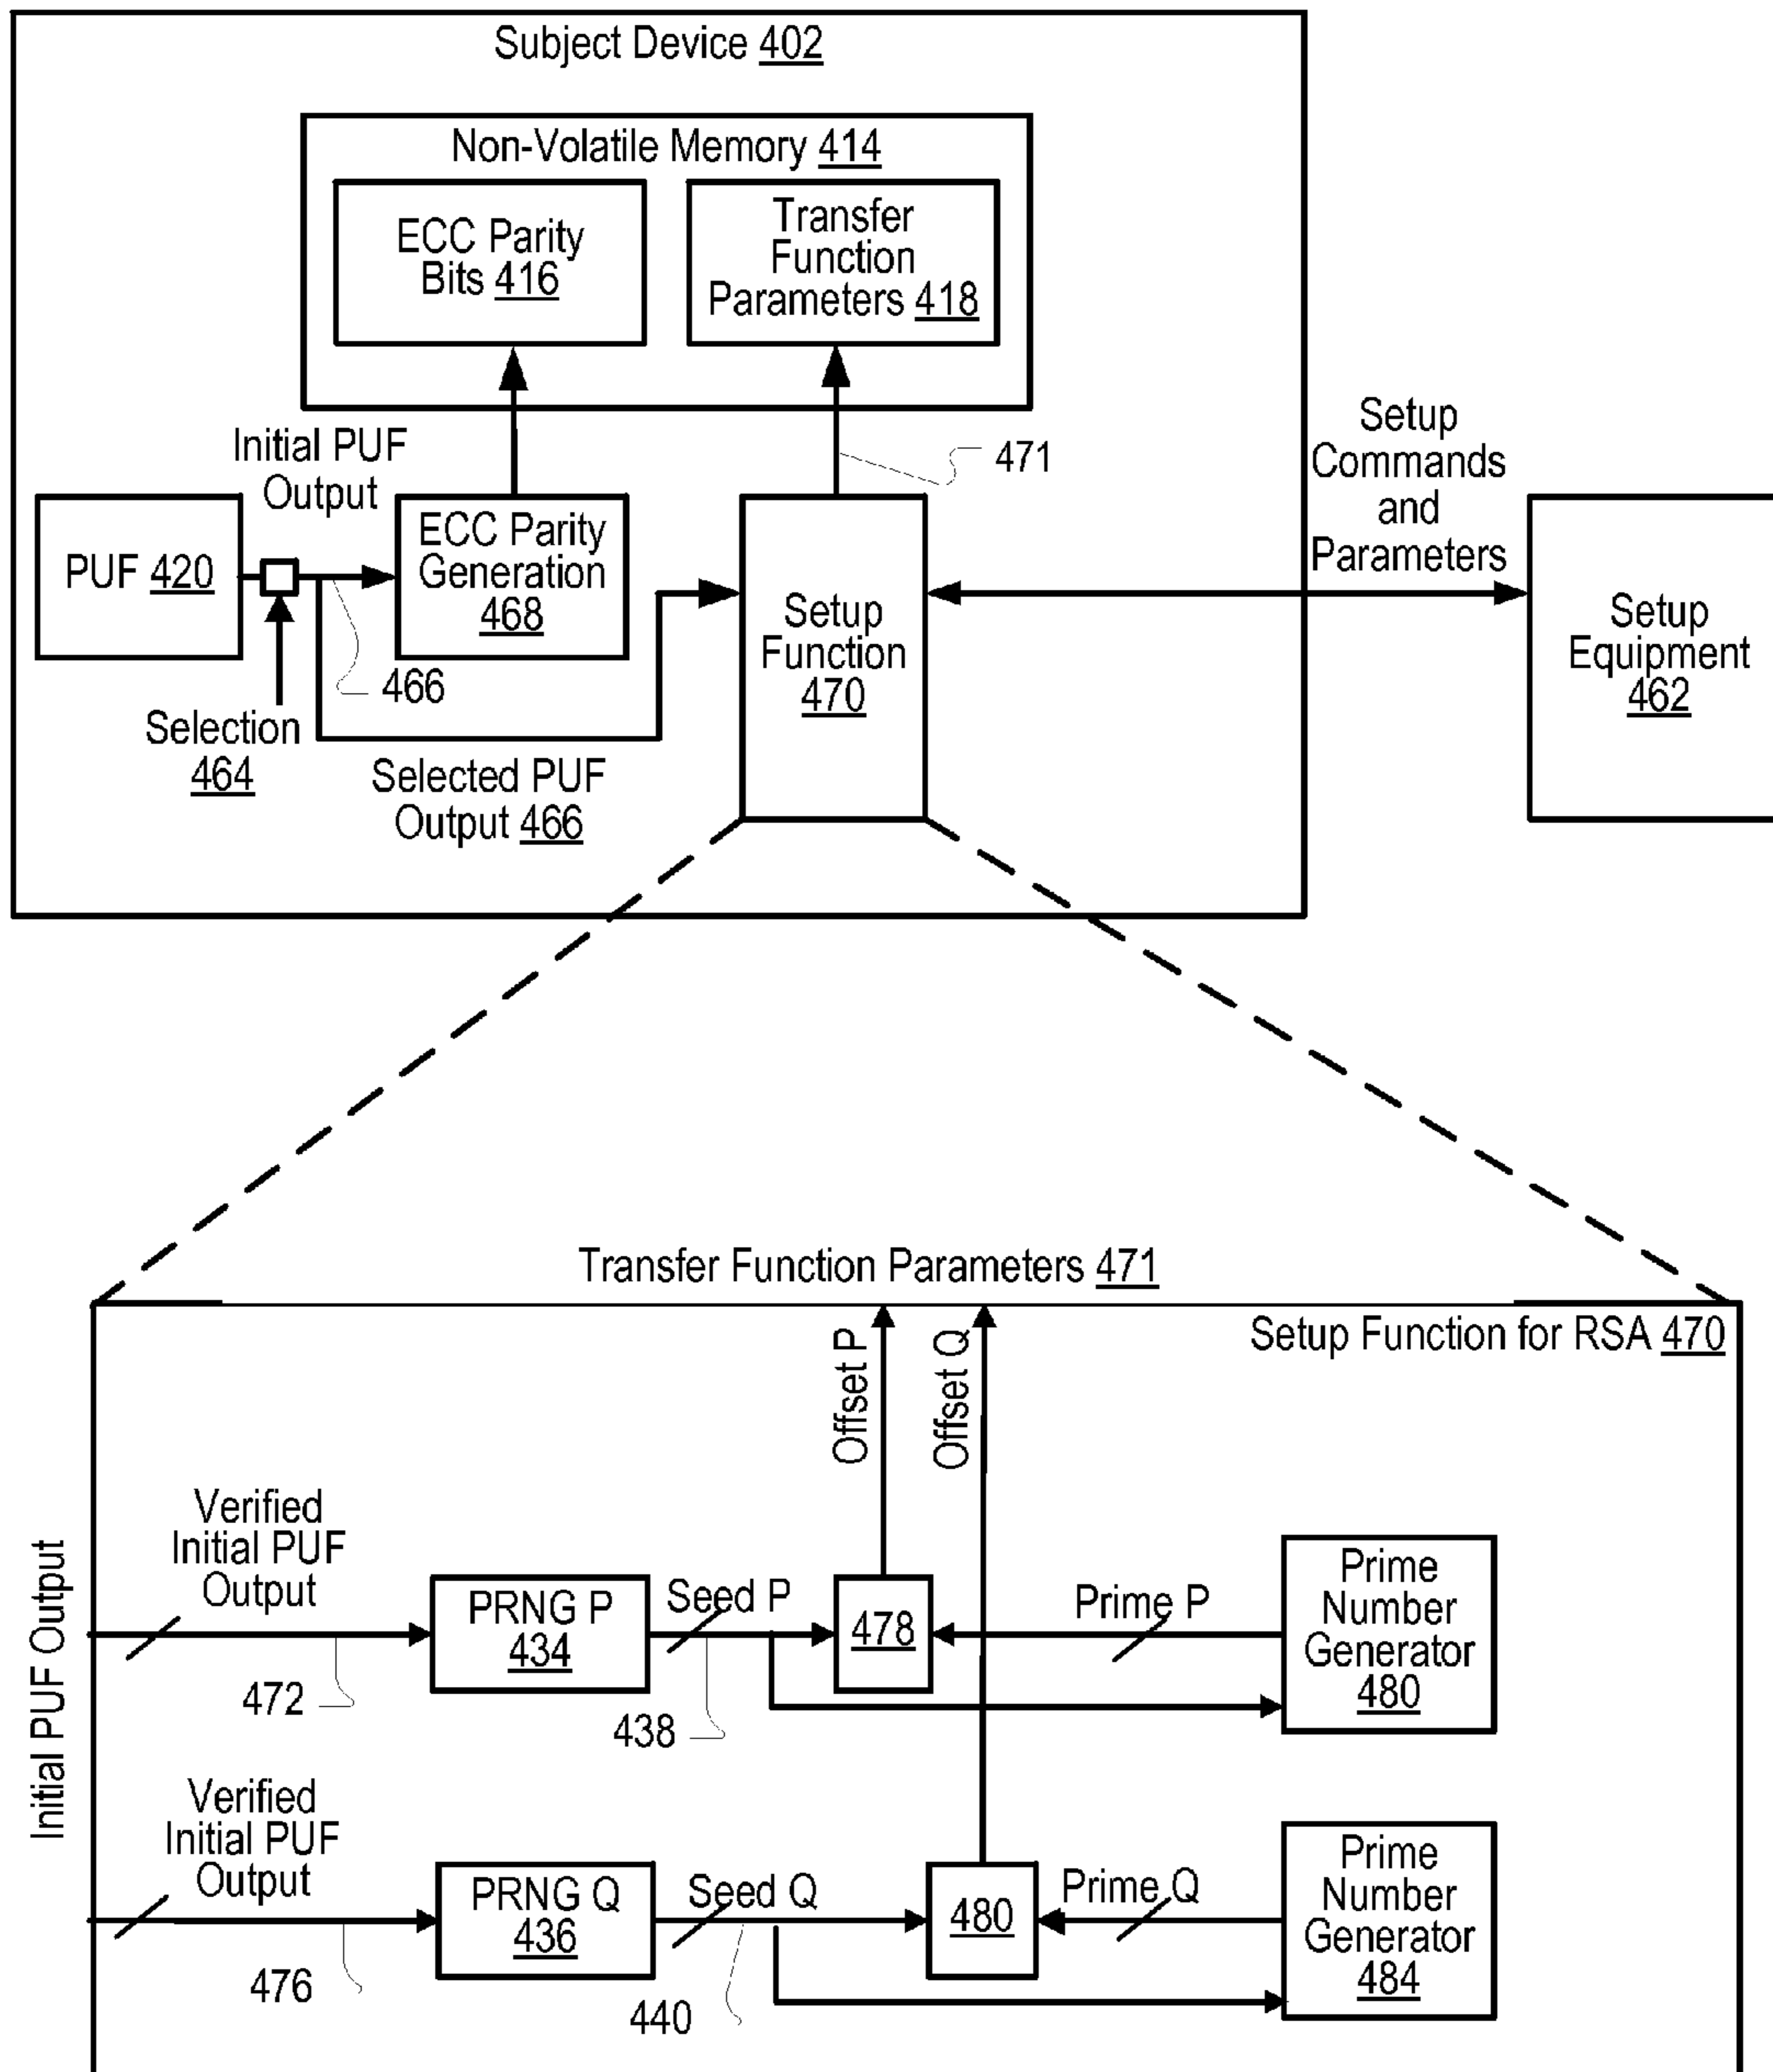 Subject Device 402
Non-Volatile Memory 414
ECC Parity
Bits 416
Transfer
Function
Parameters 418
Initial PUF
Output
471
Setup
Commands
and
Parameters
PUF 420
ECC Parity
Generation
468
Setup
Function
470
Setup
Equipment
462
466
Selection
464
Selected PUF
Output 466
Transfer Function Parameters 471
Setup Function for RSA 470
Offset P
Offset Q
Initial PUF Output
Verified
Initial PUF
Output
472
PRNG P
434
Seed P
438
478
Prime P
Prime
Number
Generator
480
Verified
Initial PUF
Output
476
PRNG Q
436
Seed Q
440
480
Prime Q
Prime
Number
Generator
484